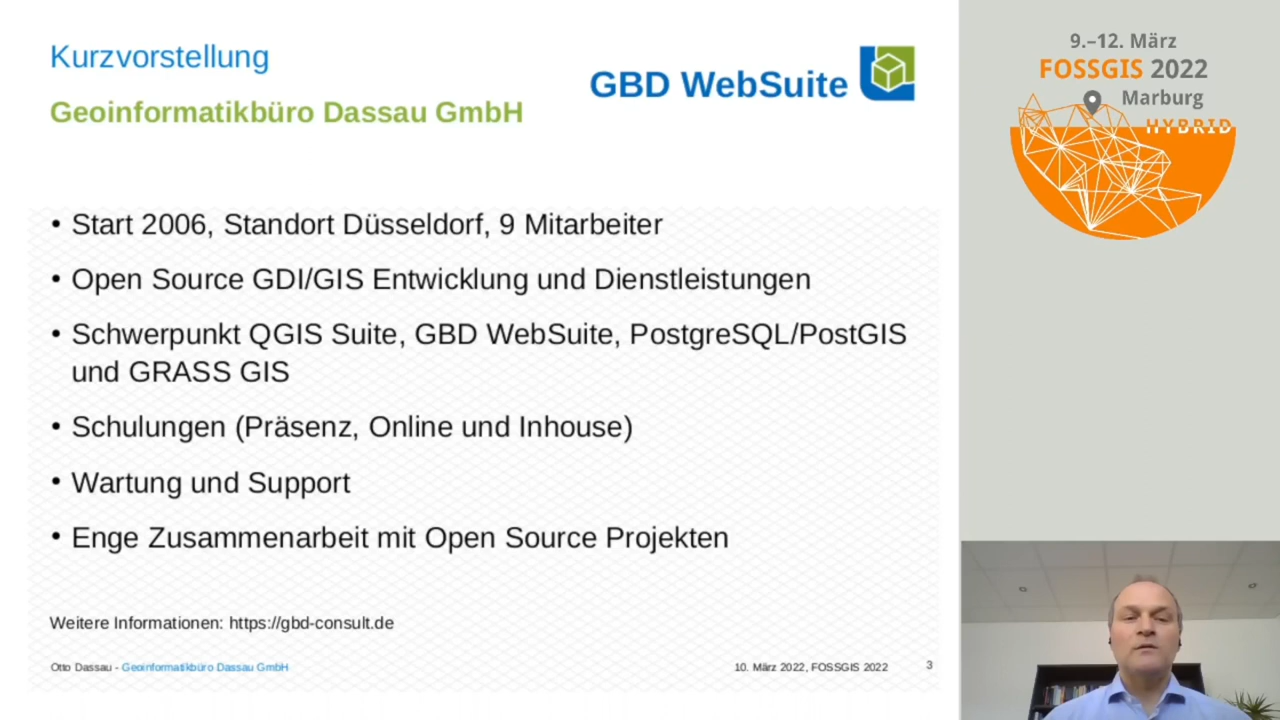 Kurzvorstellung
GBD WebSuite
Geoinformatikbüro Dassau GmbH
• Start 2006, Standort Düsseldorf, 9 Mitarbeiter
• Open Source GDI/GIS Entwicklung und Dienstleistungen
• Schwerpunkt QGIS Suite, GBD WebSuite, PostgreSQL/PostGIS
und GRASS GIS
• Schulungen (Präsenz, Online und Inhouse)
• Wartung und Support
• Enge Zusammenarbeit mit Open Source Projekten
Weitere Informationen: https://gbd-consult.de
Otto Dassau - Geoinformatikbüro Dassau GmbH
10. März 2022, FOSSGIS 2022
3
9.–12. März
FOSSGIS 2022
Marburg
HYBRID